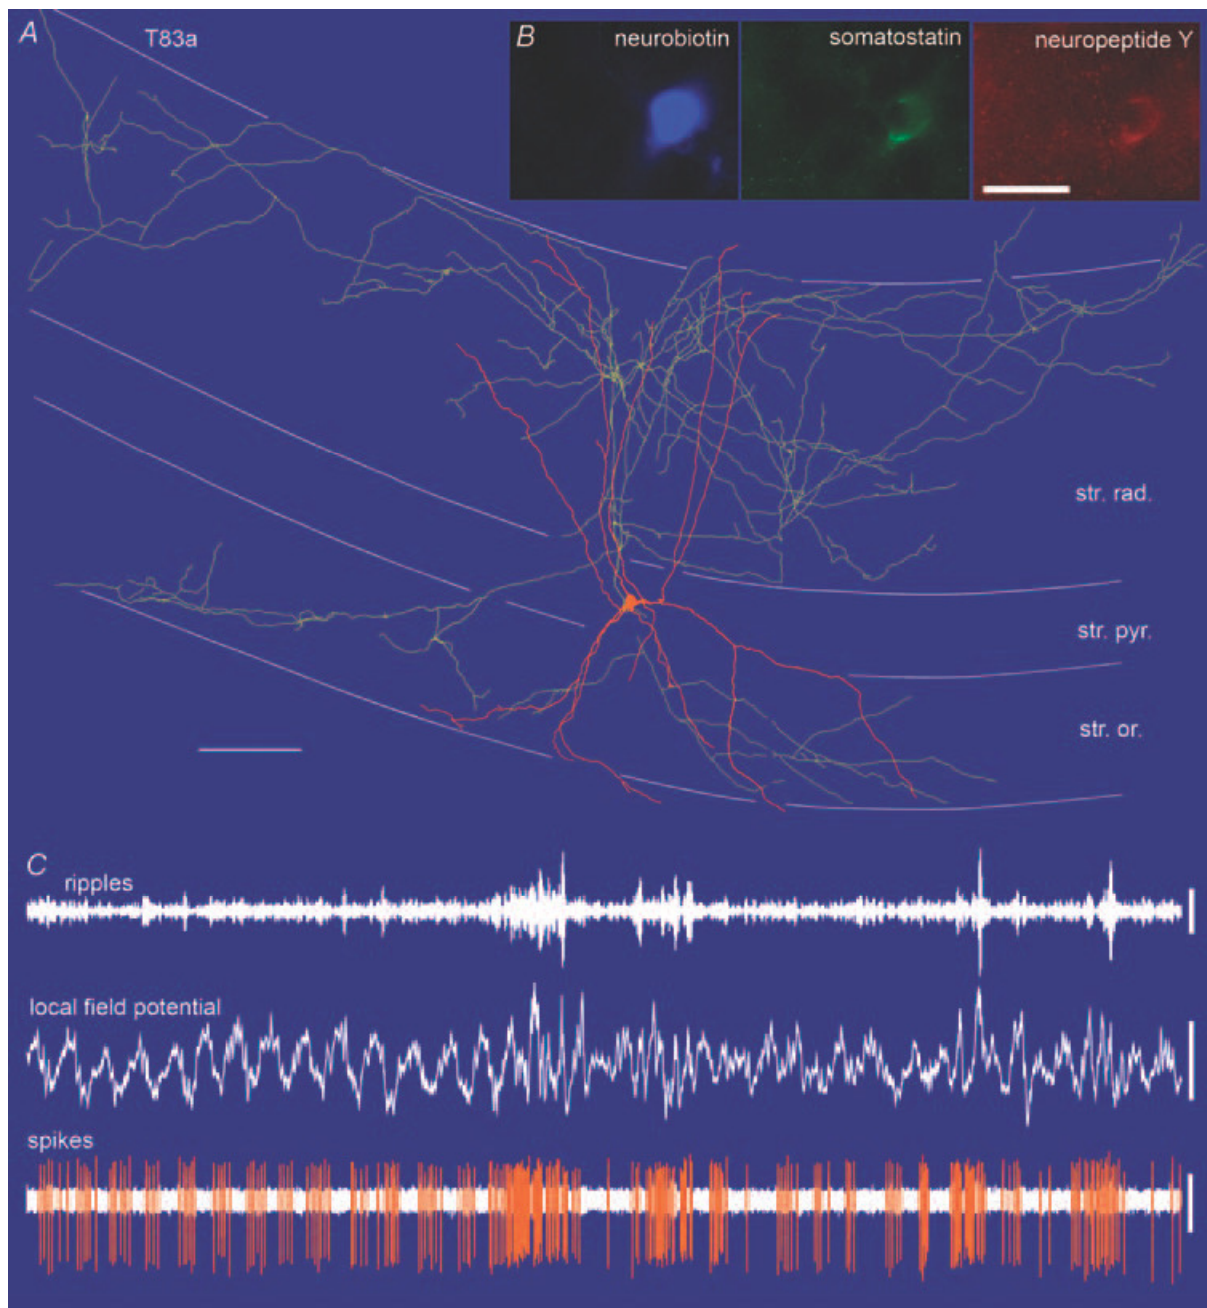 A
T83a
B
neurobiotin
somatostatin
neuropeptide Y
str. rad.
str. pyr.
str. or.
C
ripples
local field potential
spikes